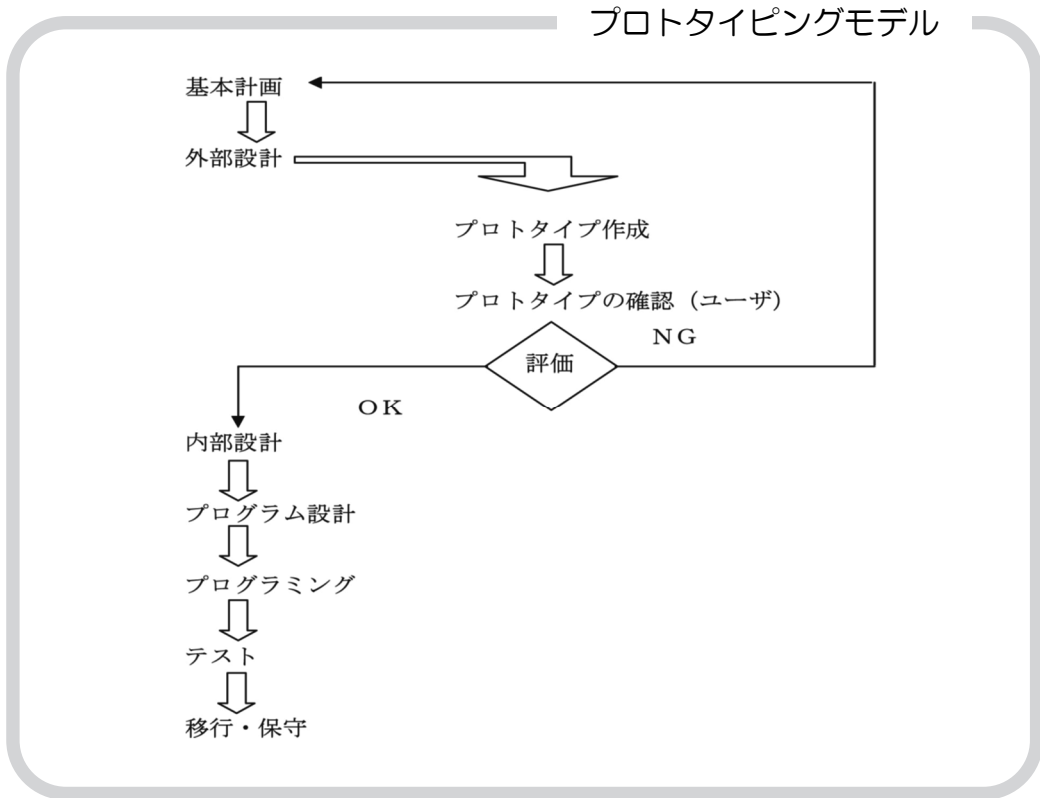 プロトタイピングモデル
基本計画
外部設計
プロトタイプ作成
プロトタイプの確認（ユーザ）
NG
評価
OK
内部設計
プログラム設計
プログラミング
テスト
移行・保守